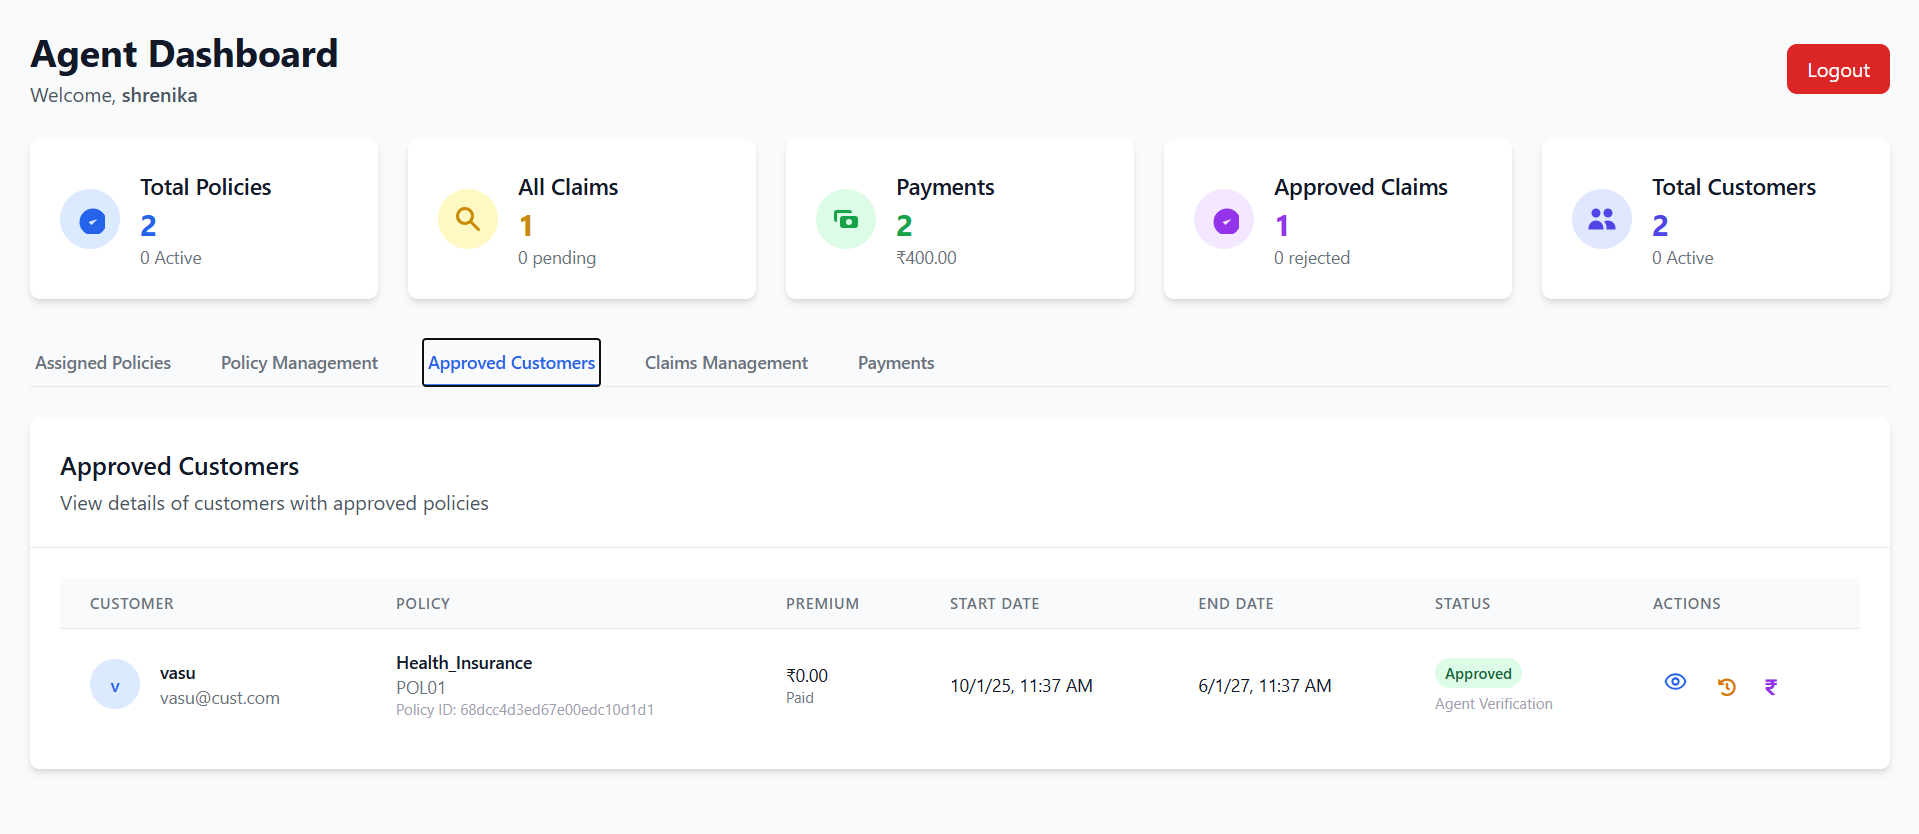 Agent Dashboard
Welcome, shrenika
Logout
Total Policies
2
0 Active
All Claims
1
0 pending
Payments
2
₹400.00
Approved Claims
1
0 rejected
Total Customers
2
0 Active
Assigned Policies
Policy Management
Approved Customers
Claims Management
Payments
Approved Customers
View details of customers with approved policies
CUSTOMER POLICY PREMIUM START DATE END DATE STATUS ACTIONS
v
vasu
vasu@cust.com
Health_Insurance
POL01
Policy ID: 68dcc4d3ed67e00edc10d1d1
₹0.00
Paid
10/1/25, 11:37 AM
6/1/27, 11:37 AM
Approved
Agent Verification
₹